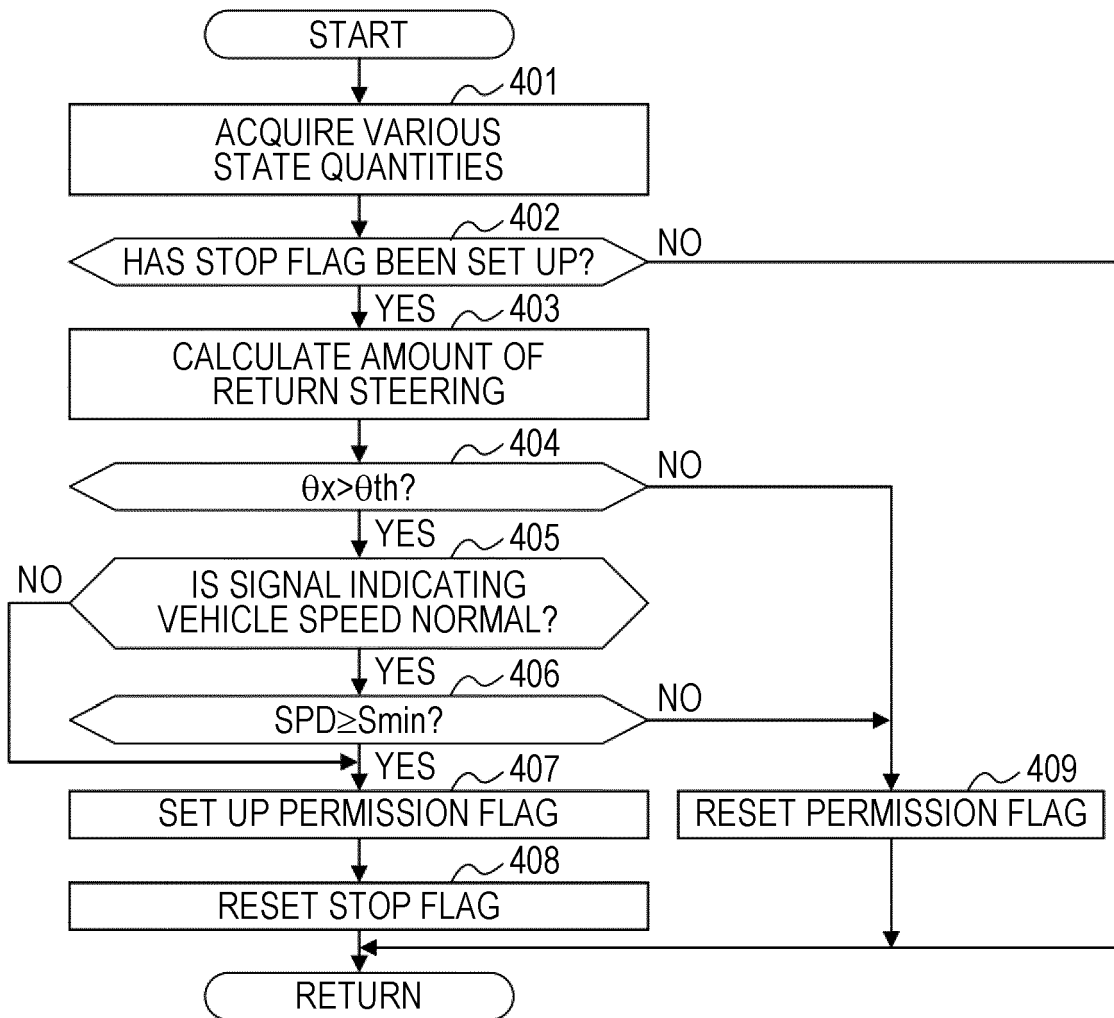 START
401
ACQUIRE VARIOUS
STATE QUANTITIES
402
HAS STOP FLAG BEEN SET UP?
NO
YES
403
CALCULATE AMOUNT OF
RETURN STEERING
404
θx>θth?
NO
YES
405
NO
IS SIGNAL INDICATING
VEHICLE SPEED NORMAL?
YES
406
SPD≥Smin?
NO
YES
407
SET UP PERMISSION FLAG
409
RESET PERMISSION FLAG
408
RESET STOP FLAG
RETURN